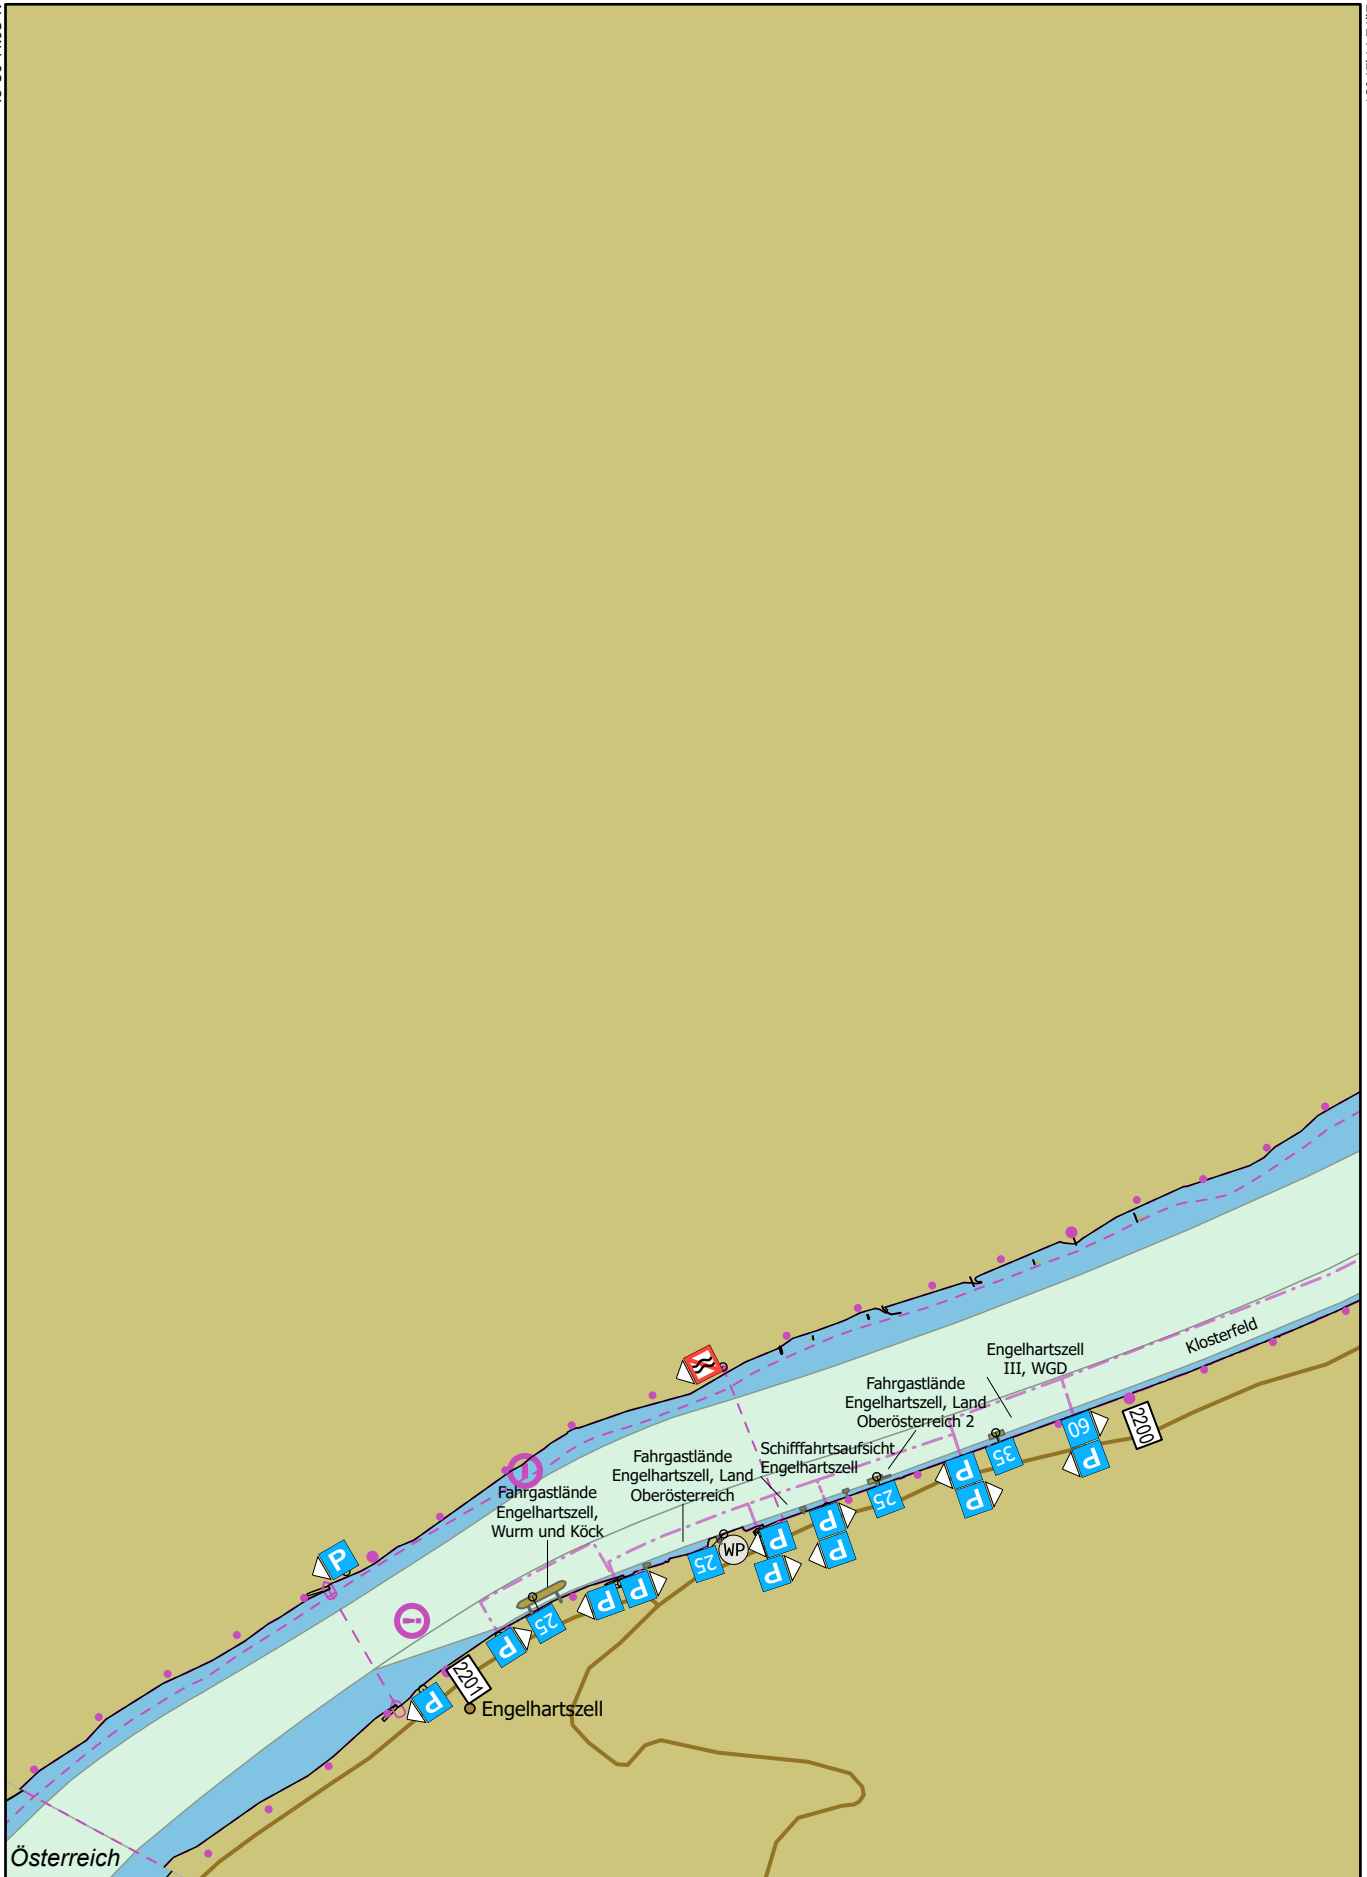 Klosterfeld
Engelhartszell
III, WGD
Fahrgastlände
Engelhartszell, Land
Oberösterreich 2
Schifffahrtsaufsicht
Engelhartszell
Fahrgastlände
Engelhartszell, Land
Oberösterreich
Fahrgastlände
Engelhartszell,
Wurm und Köck
60
P
2200
35
P
P
25
P
P
P
P
WP
25
P
P
25
P
P
2201
P
Engelhartszell
Österreich